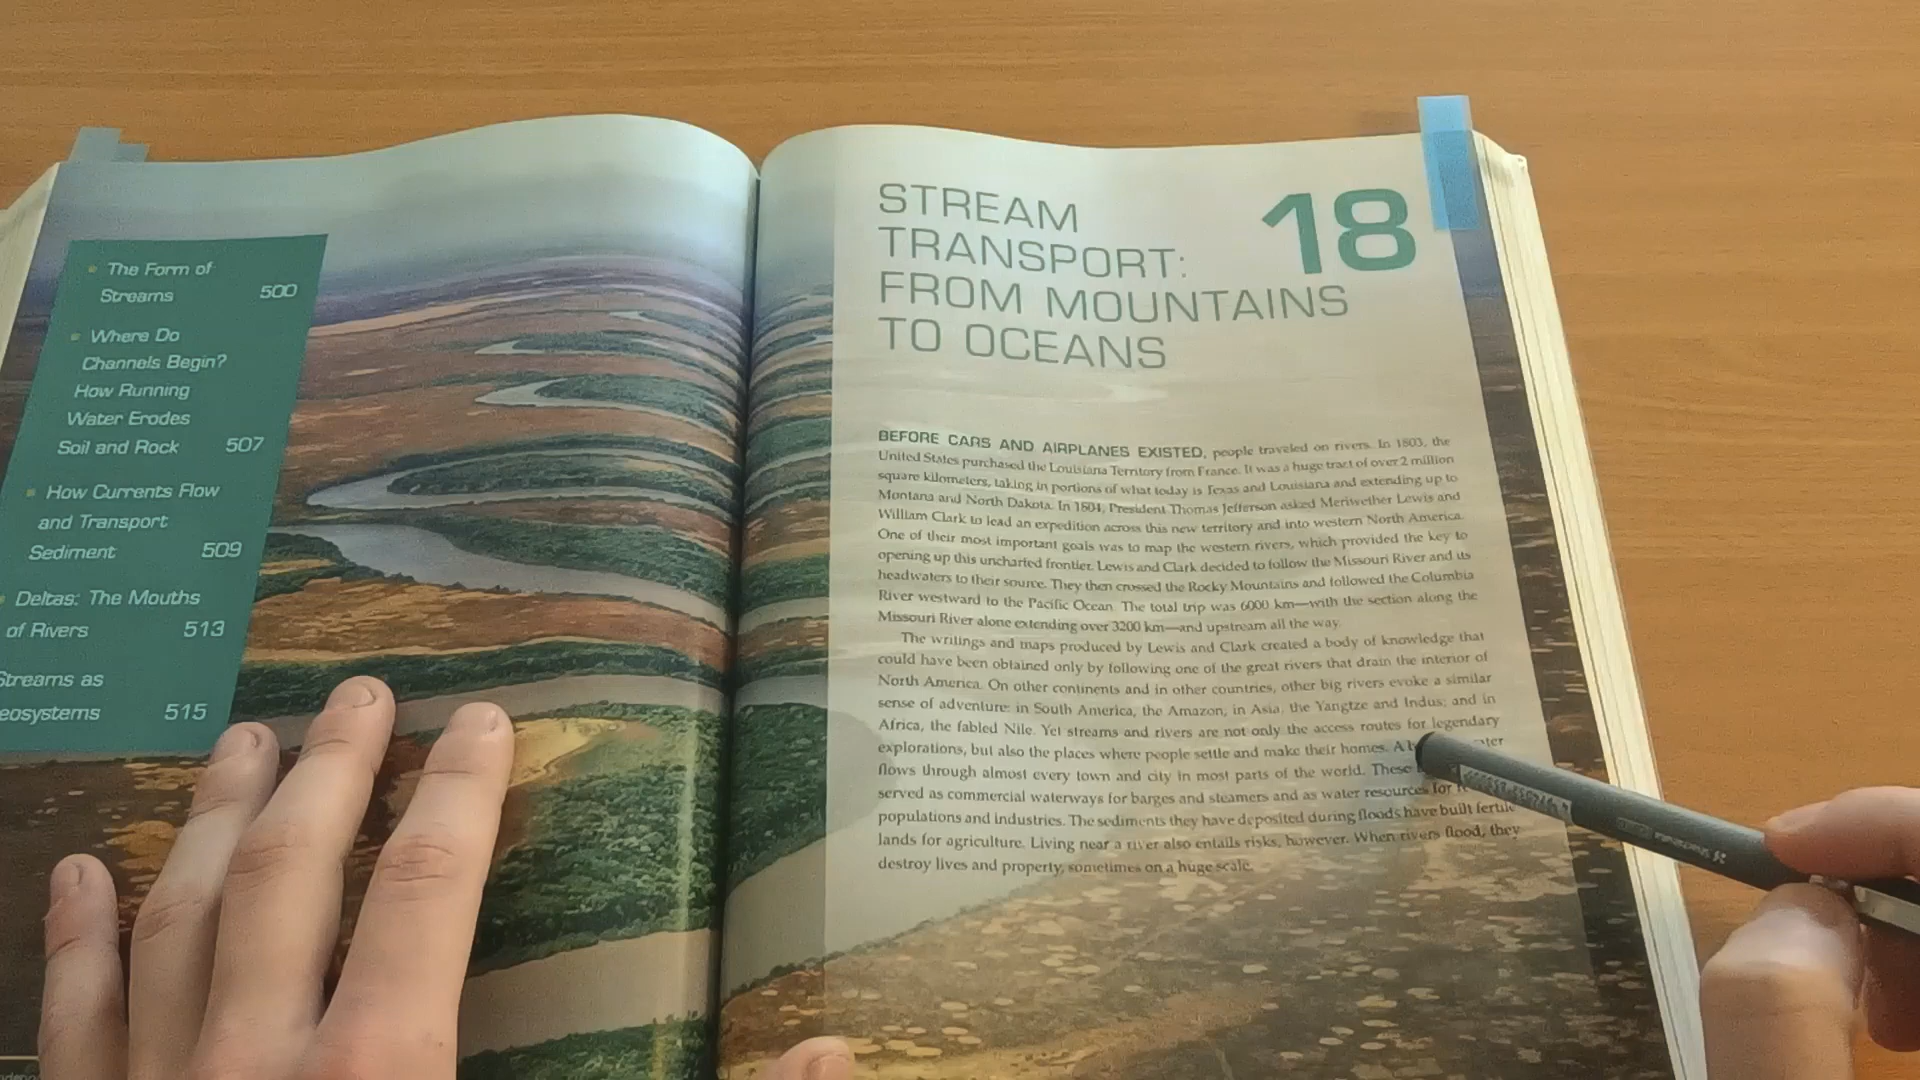 The Form of
Streams 500
Where Do
Channels Begin?
How Running
Water Erodes
Soil and Rock 507
How Currents Flow
and Transport
Sediment 509
Deltas: The Mouths
of Rivers 513
Streams as
eosystems 515
STREAM
TRANSPORT:
FROM MOUNTAINS
TO OCEANS
18
BEFORE CARS AND AIRPLANES EXISTED, people traveled on rivers. In 1803, the
United States purchased the Louisiana Territory from France. It was a huge tract of over 2 million
square kilometers, taking in portions of what today is Texas and Louisiana and extending up to
Montana and North Dakota. In 1804, President Thomas Jefferson asked Meriwether Lewis and
William Clark to lead an expedition across this new territory and into western North America.
One of their most important goals was to map the western rivers, which provided the key to
opening up this uncharted frontier. Lewis and Clark decided to follow the Missouri River and its
headwaters to their source. They then crossed the Rocky Mountains and followed the Columbia
River westward to the Pacific Ocean. The total trip was 6000 km—with the section along the
Missouri River alone extending over 3200 km—and upstream all the way.
The writings and maps produced by Lewis and Clark created a body of knowledge that
could have been obtained only by following one of the great rivers that drain the interior of
North America. On other continents and in other countries, other big rivers evoke a similar
sense of adventure: in South America, the Amazon; in Asia, the Yangtze and Indus; and in
Africa, the fabled Nile. Yet streams and rivers are not only the access routes for legendary
explorations, but also the places where people settle and make their homes. A
flows through almost every town and city in most parts of the world. These
served as commercial waterways for barges and steamers and as water resources for
populations and industries. The sediments they have deposited during floods have built fertile
lands for agriculture. Living near a river also entails risks, however. When rivers flood, they
destroy lives and property, sometimes on a huge scale.